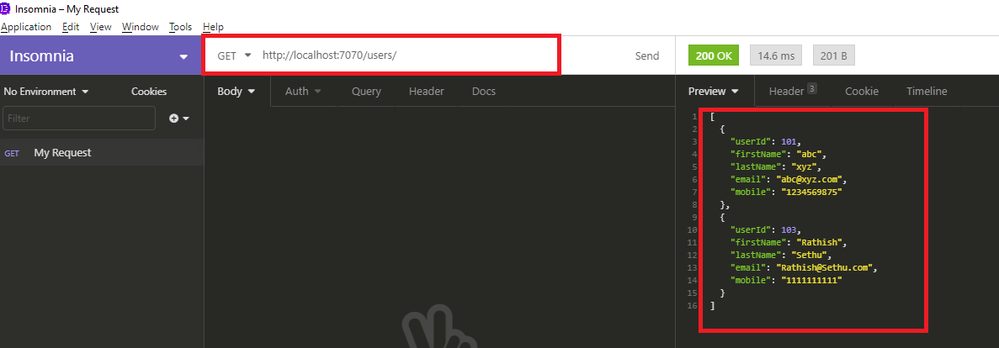 Insomnia – My Request
Application Edit View Window Tools Help
Insomnia
GET http://localhost:7070/users/ Send
200 OK 14.6 ms 201 B
No Environment Cookies
Body Auth Query Header Docs
Preview Header 3 Cookie Timeline
Filter
GET My Request
1 [
2 {
3 "userId": 101,
4 "firstName": "abc",
5 "lastName": "xyz",
6 "email": "abc@xyz.com",
7 "mobile": "1234569875"
8 },
9 {
10 "userId": 103,
11 "firstName": "Rathish",
12 "lastName": "Sethu",
13 "email": "Rathish@Sethu.com",
14 "mobile": "1111111111"
15 }
16 ]